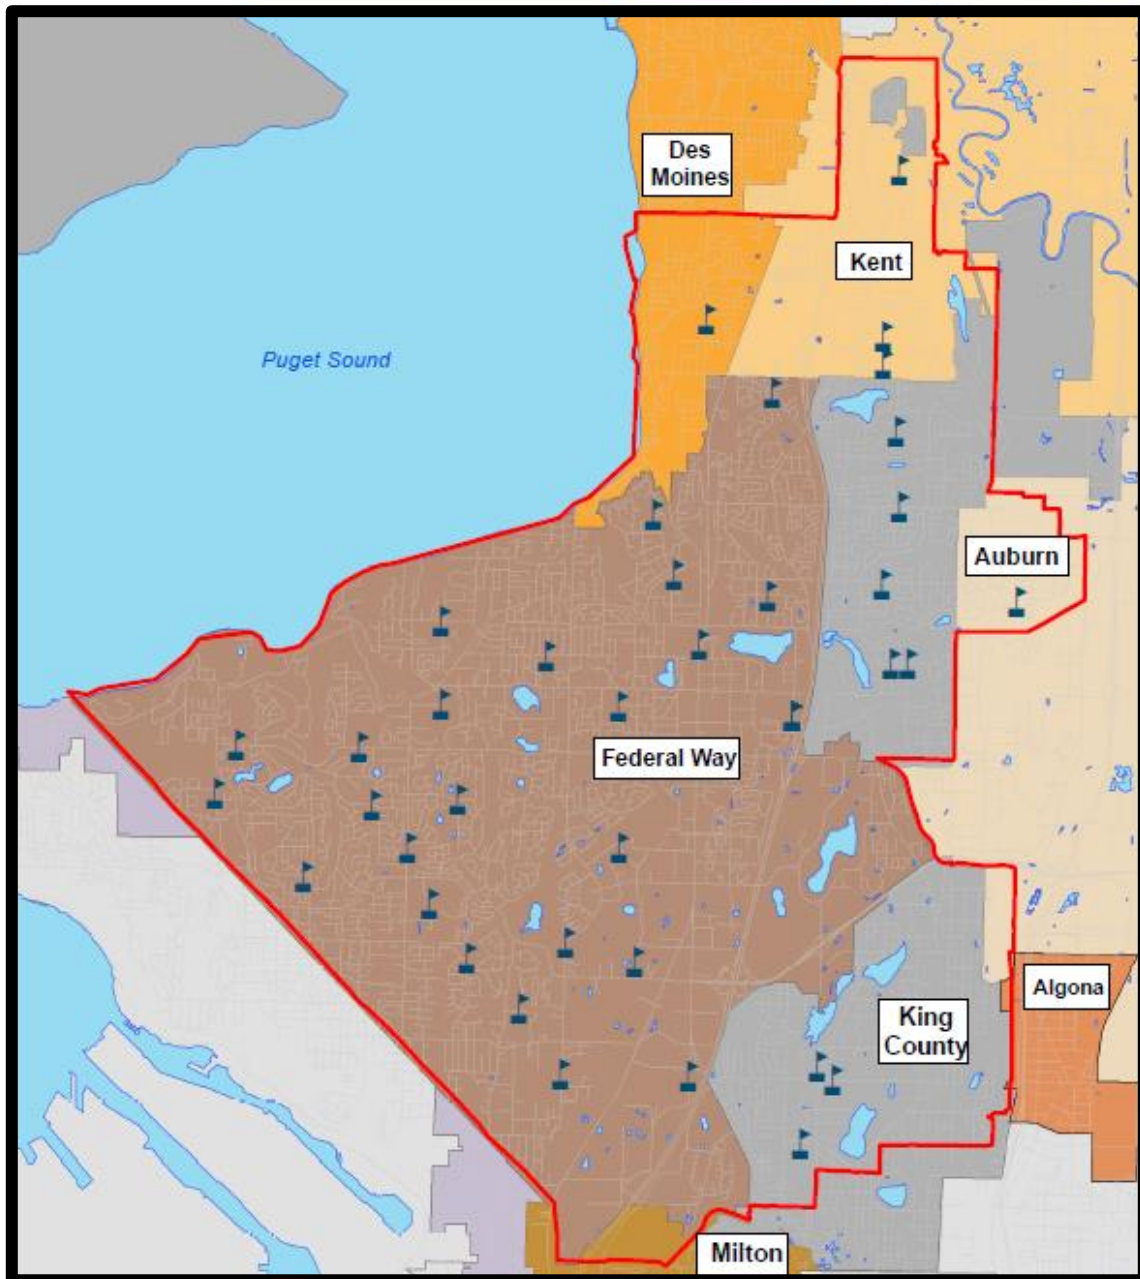 Des
Moines
Kent
Puget Sound
Auburn
Federal Way
Algona
King
County
Milton